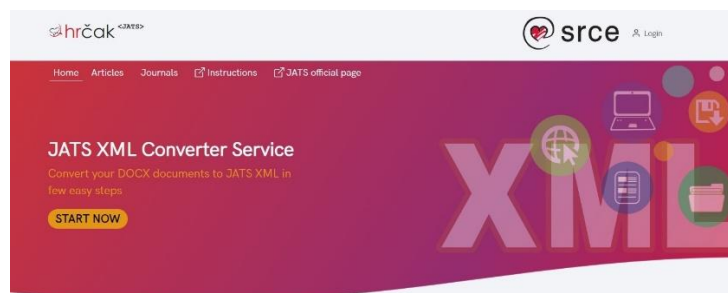 hrčak <JATS>
srce
Login
Home Articles Journals Instructions JATS official page
JATS XML Converter Service
Convert your DOCX documents to JATS XML in
few easy steps
START NOW
XML